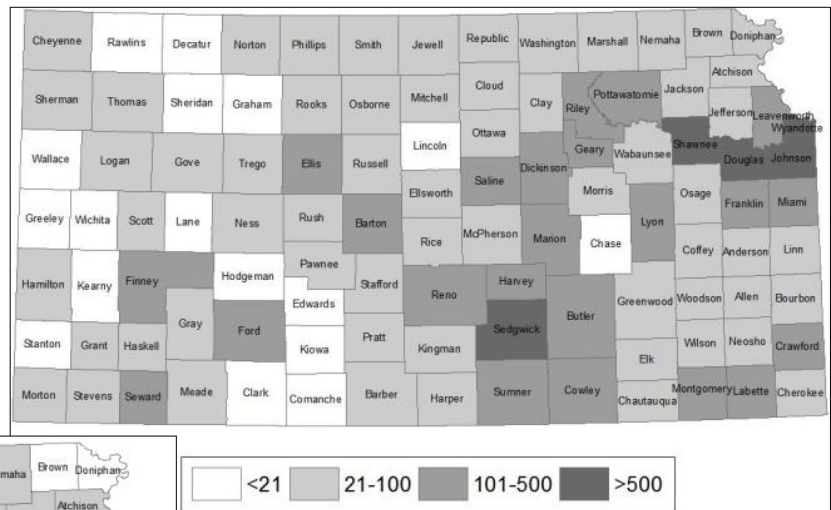 Cheyenne Rawlins Decatur Norton Phillips Smith Jewell Republic Washington Marshall Nemaha Brown Doniphan
Sherman Thomas Sheridan Graham Rooks Osborne Mitchell Cloud Clay Riley Pottawatomie Jackson Atchison
Jefferson Leavenworth
Wyandotte
Ottawa
Wallace Logan Gove Trego Ellis Russell Lincoln Saline Dickinson Geary Wabaunsee Shawnee Douglas Johnson
Ellsworth Morris
Greeley Wichita Scott Lane Ness Rush Barton Rice McPherson Marion Chase Lyon Osage Franklin Miami
Coffey Anderson Linn
Hamilton Kearny Finney Hodgeman Pawnee Stafford Reno Harvey
Edwards Greenwood Woodson Allen Bourbon
Gray Ford Sedgwick Butler
Stanton Grant Haskell Kiowa Pratt Kingman Elk Wilson Neosho Crawford
Morton Stevens Seward Meade Clark Comanche Barber Harper Sumner Cowley Chautauqua Montgomery Labette Cherokee
maha Brown Doniphan
Atchison
<21 21-100 101-500 >500